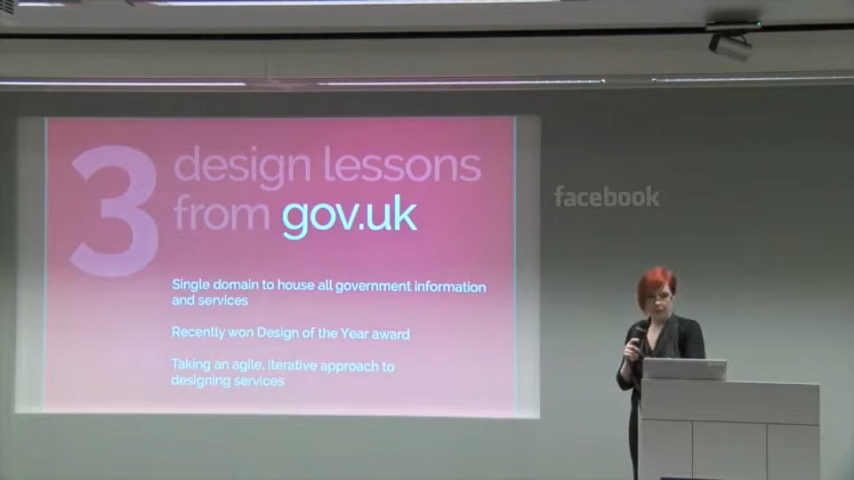 3
design lessons
from gov.uk
Single domain to house all government information
and services
Recently won Design of the Year award
Taking an agile, iterative approach to
designing services
facebook